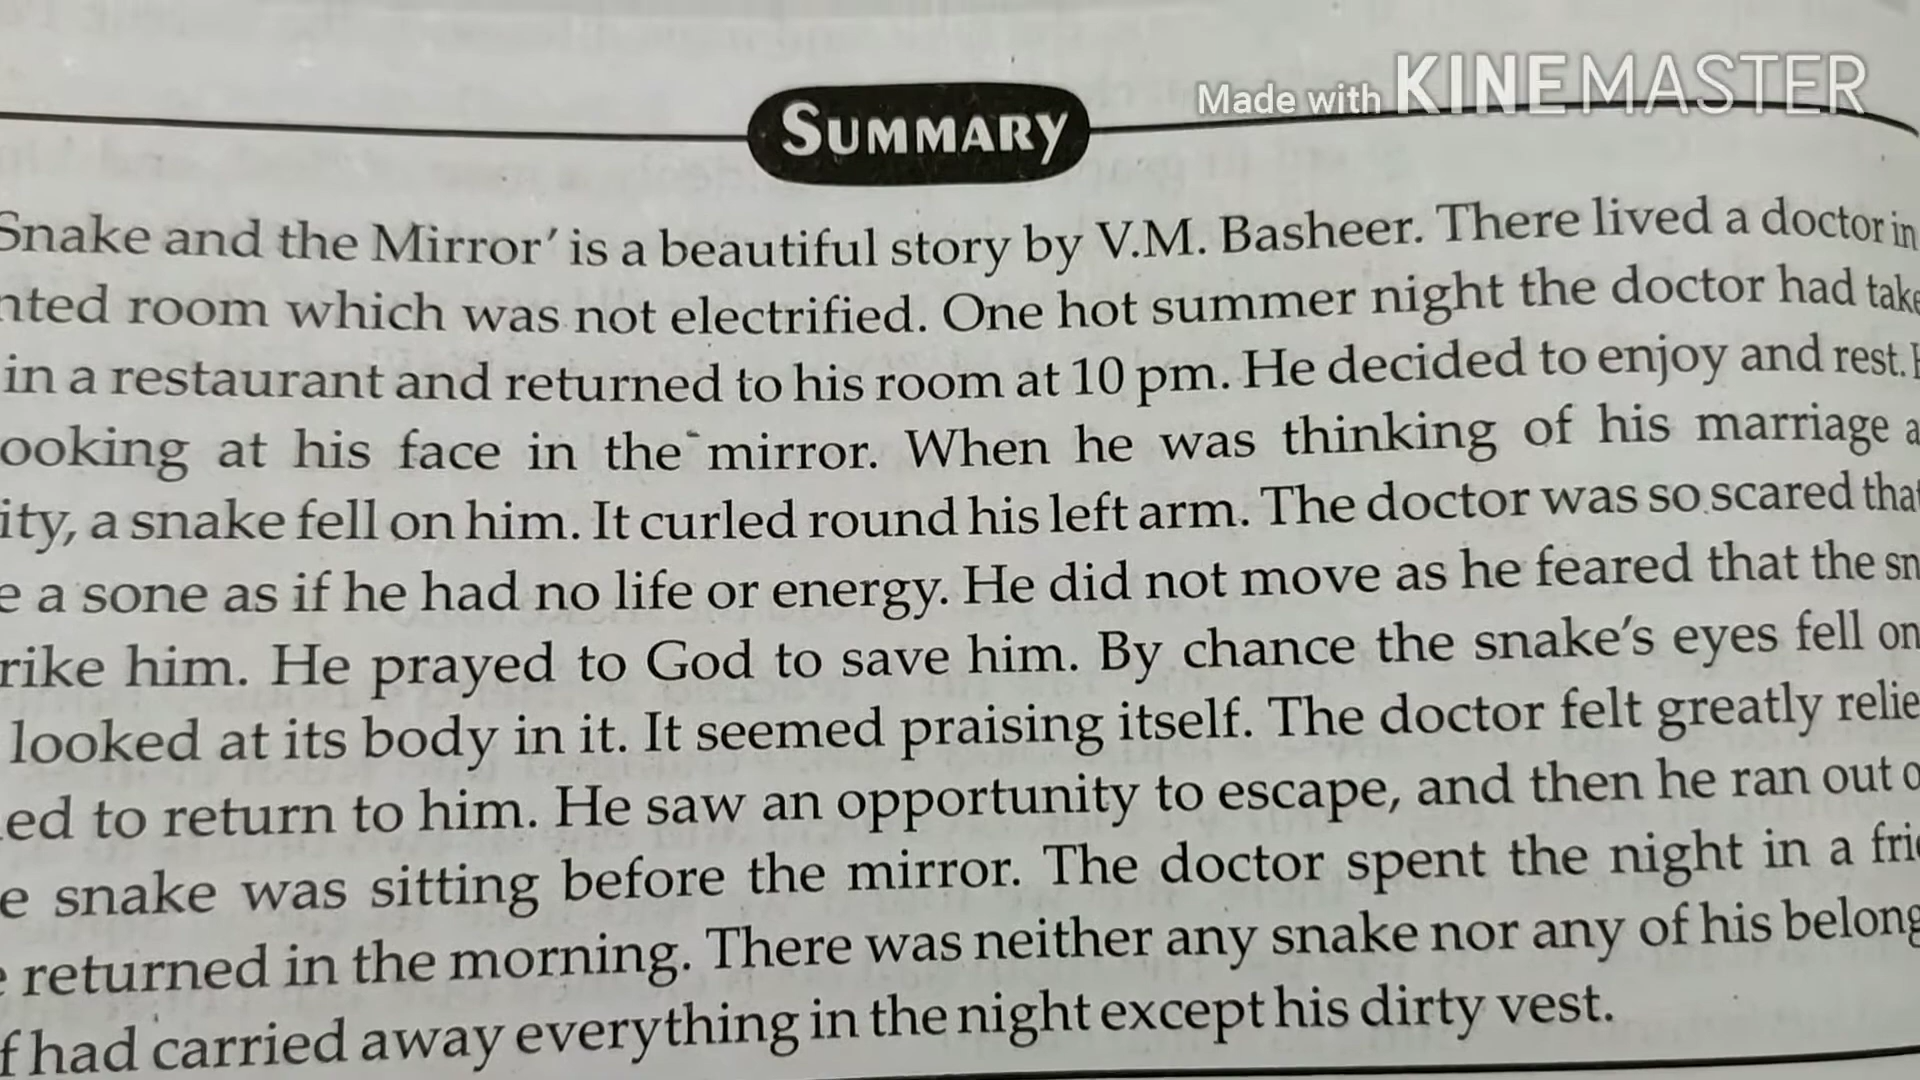 Made with KINEMASTER
SUMMARY
Snake and the Mirror' is a beautiful story by V.M. Basheer. There lived a doctor in
nted room which was not electrified. One hot summer night the doctor had take
in a restaurant and returned to his room at 10 pm. He decided to enjoy and rest. H
ooking at his face in the mirror. When he was thinking of his marriage a
ity, a snake fell on him. It curled round his left arm. The doctor was so scared that
e a sone as if he had no life or energy. He did not move as he feared that the sn
rike him. He prayed to God to save him. By chance the snake's eyes fell on
looked at its body in it. It seemed praising itself. The doctor felt greatly relie
ed to return to him. He saw an opportunity to escape, and then he ran out o
e snake was sitting before the mirror. The doctor spent the night in a frie
e returned in the morning. There was neither any snake nor any of his belong
f had carried away everything in the night except his dirty vest.